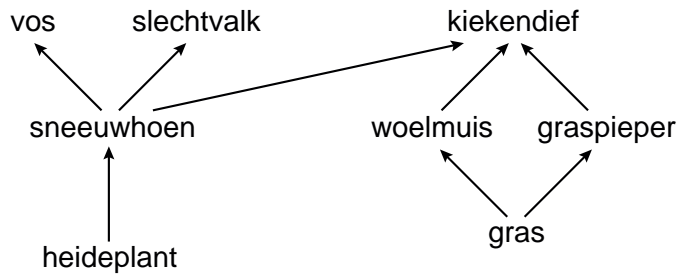 vos slechtvalk kiekendief
sneeuwhoen woelmuis graspieper
gras
heideplant